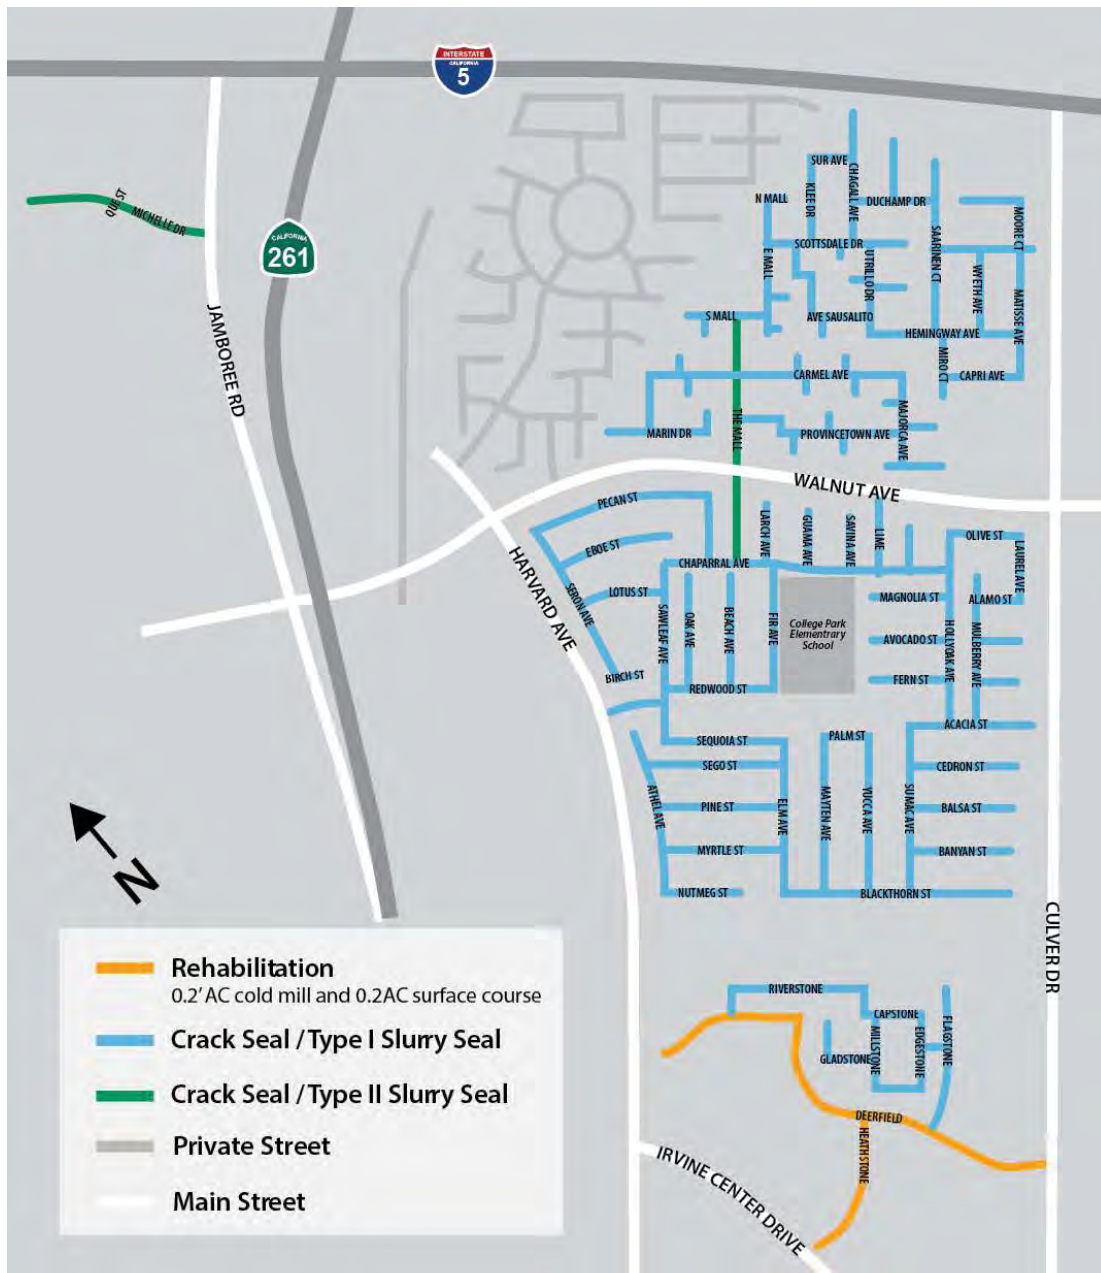 INTERSTATE
CALIFORNIA
5
SUR AVE
CHAGALL AVE
KLEE DR
N MALL
DUCHAMP DR
QUE ST
MICHELLE DR
MOORE CT
SAARINEN CT
SCOTTSDALE DR
CALIFORNIA
261
E MALL
UTRILLO DR
WYETH AVE
MATISSE AVE
JAMBOREE RD
S MALL
AVE SAUSALITO
HEMINGWAY AVE
MIRO CT
CARMEL AVE
CAPRI AVE
THE MALL
MAJORCA AVE
MARIN DR
PROVINCETOWN AVE
WALNUT AVE
PECAN ST
LARCH AVE
GUAMA AVE
SAVINA AVE
LIME
OLIVE ST
LAURELAVE
EBOE ST
HARVARD AVE
CHAPARRAL AVE
SERON AVE
LOTUS ST
MAGNOLIA ST
ALAMO ST
SAWLEAF AVE
OAK AVE
BEACH AVE
FIR AVE
College Park
Elementary
School
AVOCADO ST
HOLLYOAK AVE
MULBERRY AVE
BIRCH ST
FERN ST
REDWOOD ST
ACACIA ST
SEQUOIA ST
PALM ST
SEGO ST
CEDRON ST
ATHEL AVE
PINE ST
ELM AVE
MAYTEN AVE
YUCCA AVE
SUMAC AVE
BALSA ST
MYRTLE ST
BANYAN ST
NUTMEG ST
BLACKTHORN ST
N
CULVER DR
Rehabilitation
0.2' AC cold mill and 0.2AC surface course
Crack Seal / Type I Slurry Seal
Crack Seal / Type II Slurry Seal
Private Street
Main Street
RIVERSTONE
CAPSTONE
FLAGSTONE
MILLSTONE
EDGESTONE
GLADSTONE
DEERFIELD
HEATHSTONE
IRVINE CENTER DRIVE